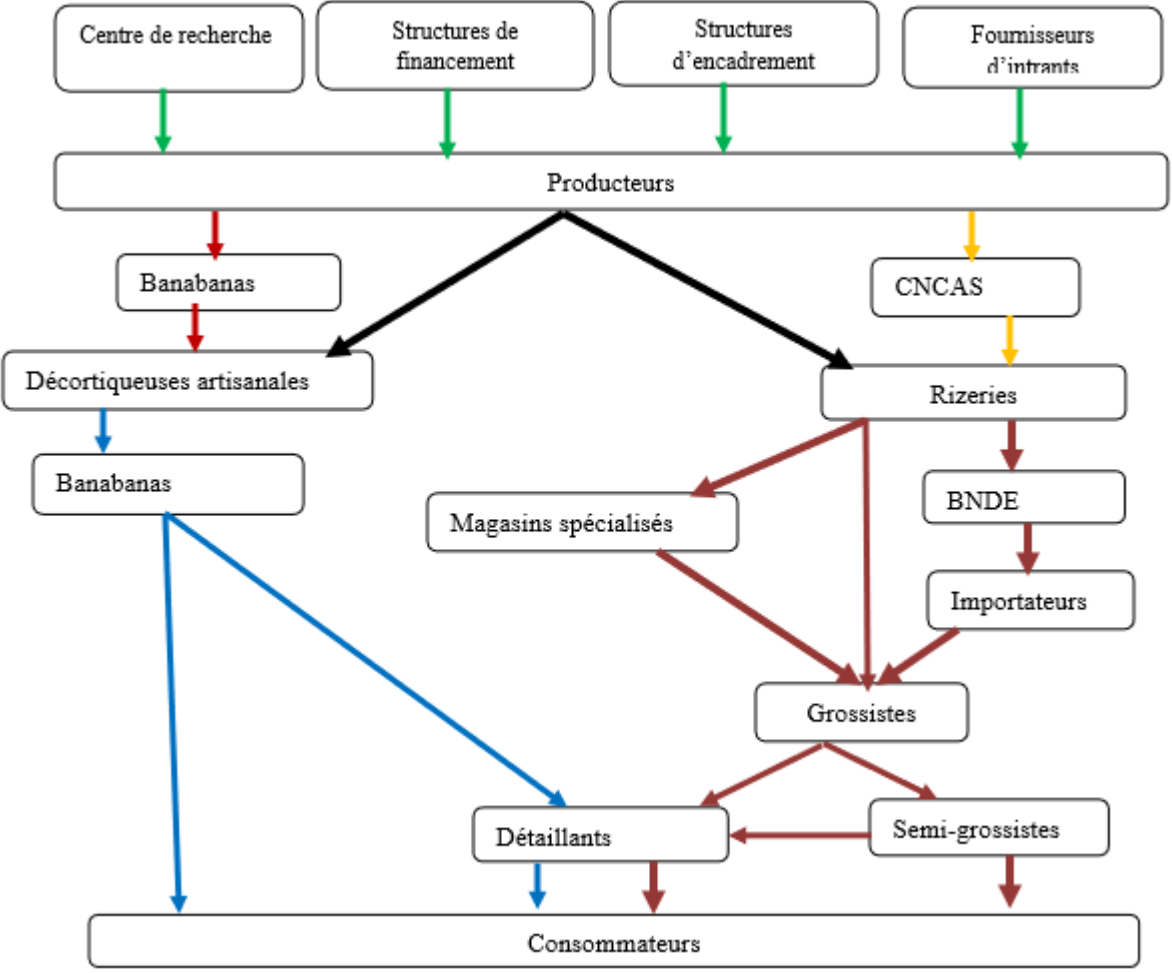 Centre de recherche
Structures de
financement
Structures
d’encadrement
Fournisseurs
d’intrants
Producteurs
Banabanas
CNCAS
Décortiqueuses artisanales
Rizeries
Banabanas
BNDE
Magasins spécialisés
Importateurs
Grossistes
Semi-grossistes
Détaillants
Consommateurs